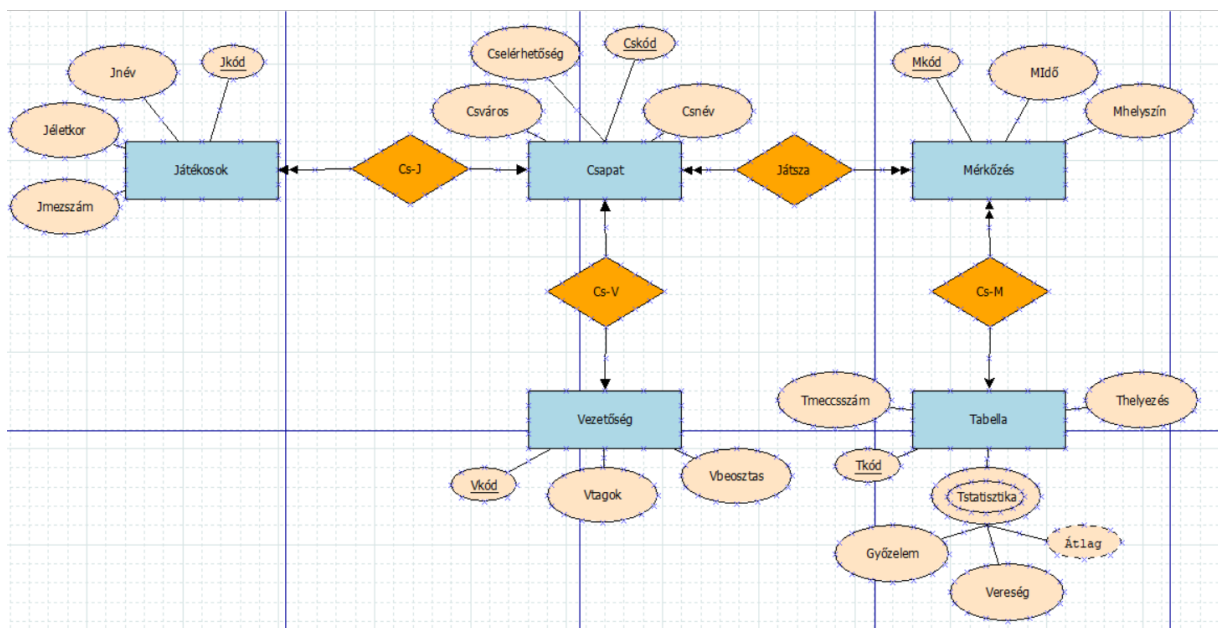 Cselérhetőség
Cskód
Jnév
Jkód
Mkód
MIdő
Csváros
Csnév
Mhelyszín
Jéletkor
Játékosok
Cs-J
Csapat
Játsza
Mérkőzés
Jmezszám
Cs-V
Cs-M
Tmeccsszám
Thelyezés
Vezetőség
Tabella
Vkód
Vtagok
Vbeosztas
Tkód
Tstatisztika
Győzelem
Átlag
Vereség